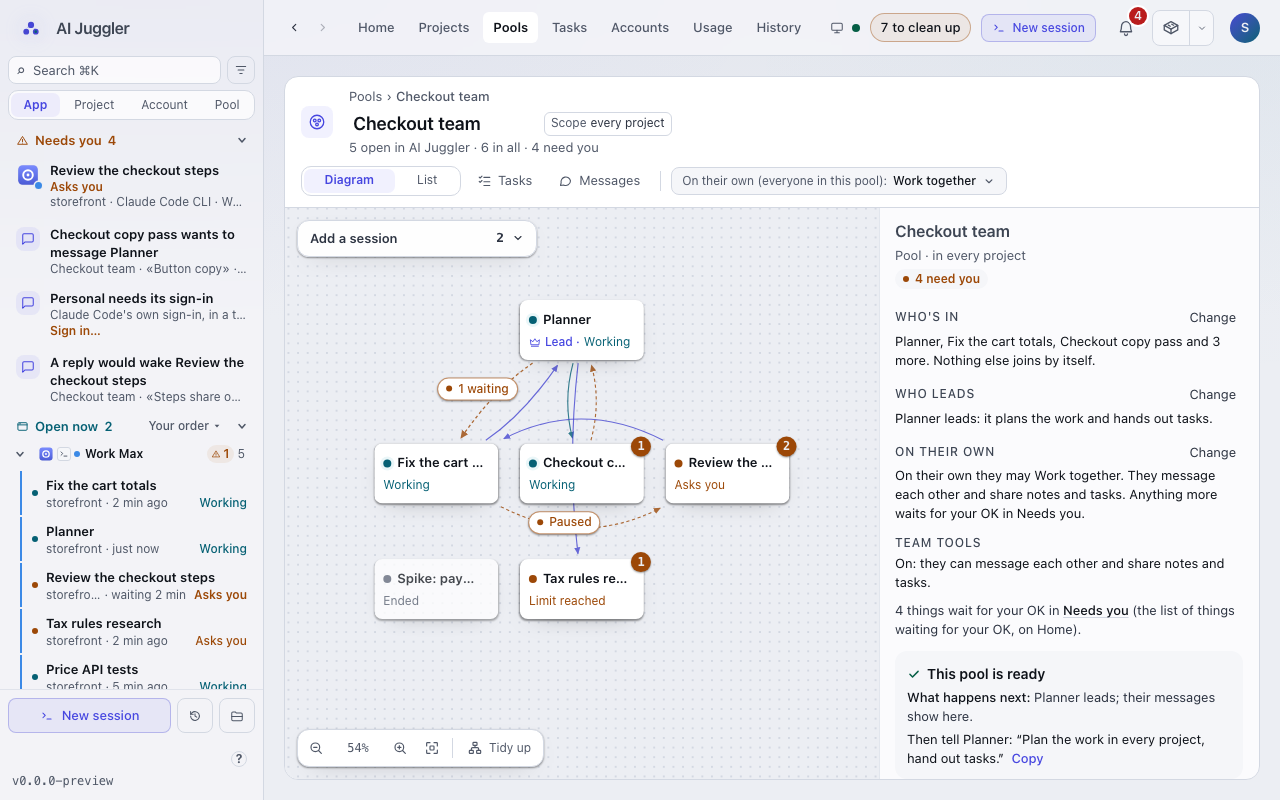 AI Juggler
Search ⌘K
App Project Account Pool
Needs you 4
Review the checkout steps
Asks you
storefront · Claude Code CLI · W…
Checkout copy pass wants to
message Planner
Checkout team · «Button copy» ·…
Personal needs its sign-in
Claude Code's own sign-in, in a t…
Sign in…
A reply would wake Review the
checkout steps
Checkout team · «Steps share o…
Open now 2 Your order
Work Max 1 5
Fix the cart totals
storefront · 2 min ago Working
Planner
storefront · just now Working
Review the checkout steps
storefro… · waiting 2 min Asks you
Tax rules research
storefront · 2 min ago Asks you
Price API tests
storefront · 5 min ago Working
New session
?
v0.0.0-preview
Home Projects Pools Tasks Accounts Usage History
7 to clean up
New session
4
S
Pools › Checkout team
Checkout team
Scope every project
5 open in AI Juggler · 6 in all · 4 need you
Diagram List Tasks Messages
On their own (everyone in this pool): Work together
Add a session 2
Planner
Lead · Working
1 waiting
Fix the cart …
Working
1
Checkout c…
Working
2
Review the …
Asks you
Paused
Spike: pay…
Ended
1
Tax rules re…
Limit reached
54% Tidy up
Checkout team
Pool · in every project
4 need you
WHO'S IN Change
Planner, Fix the cart totals, Checkout copy pass and 3
more. Nothing else joins by itself.
WHO LEADS Change
Planner leads: it plans the work and hands out tasks.
ON THEIR OWN Change
On their own they may Work together. They message
each other and share notes and tasks. Anything more
waits for your OK in Needs you.
TEAM TOOLS
On: they can message each other and share notes and
tasks.
4 things wait for your OK in Needs you (the list of things
waiting for your OK, on Home).
This pool is ready
What happens next: Planner leads; their messages
show here.
Then tell Planner: “Plan the work in every project,
hand out tasks.” Copy